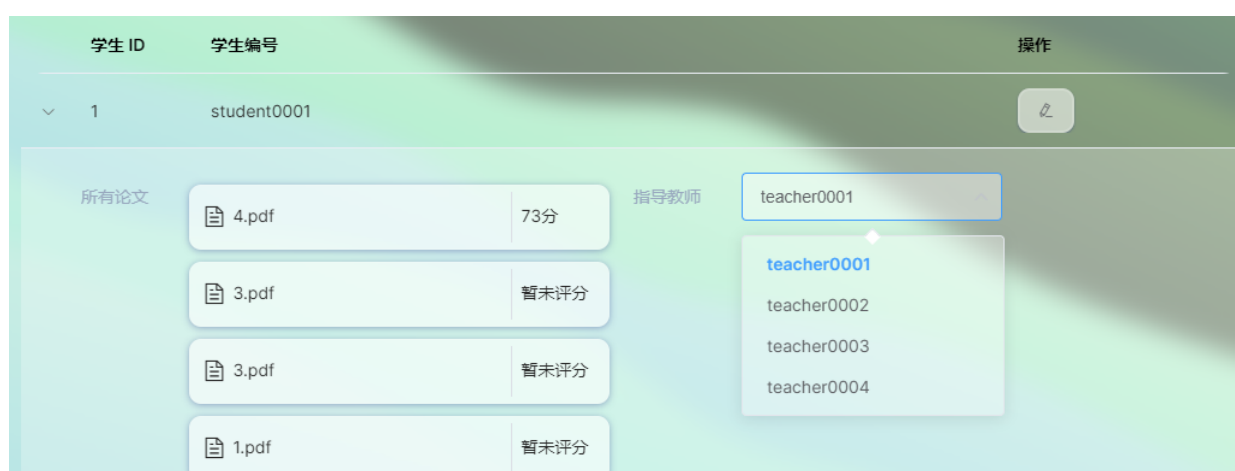 学生 ID 学生编号 操作
1 student0001
所有论文 4.pdf 73分 指导教师 teacher0001
teacher0001
3.pdf 暂未评分 teacher0002
teacher0003
3.pdf 暂未评分 teacher0004
1.pdf 暂未评分